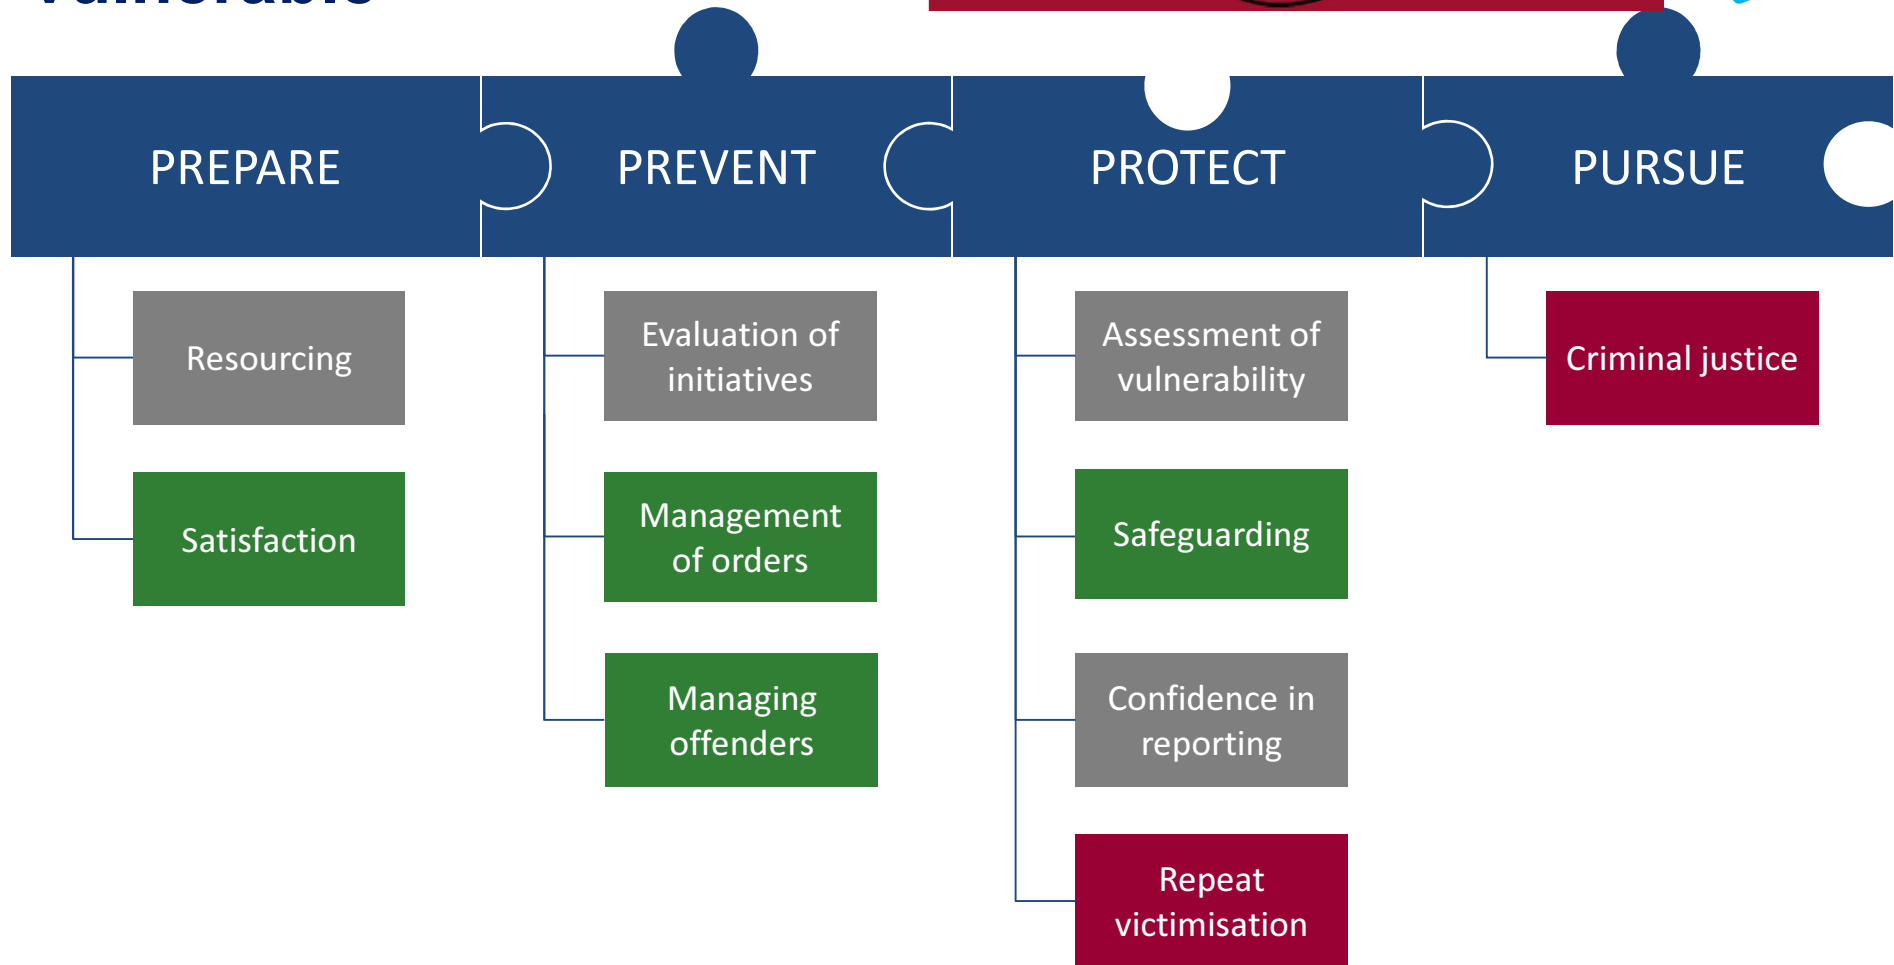 vulnerable
PREPARE
PREVENT
PROTECT
PURSUE
Resourcing
Satisfaction
Evaluation of
initiatives
Management
of orders
Managing
offenders
Assessment of
vulnerability
Safeguarding
Confidence in
reporting
Repeat
victimisation
Criminal justice